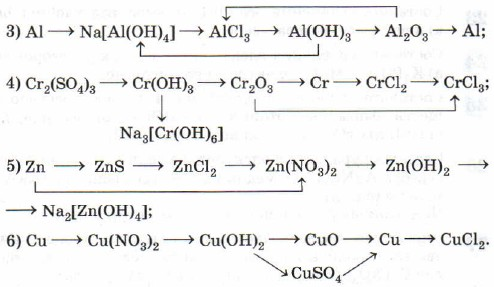 3) Al → Na[Al(OH)₄] → AlCl₃ → Al(OH)₃ → Al₂O₃ → Al;
4) Cr₂(SO₄)₃ → Cr(OH)₃ → Cr₂O₃ → Cr → CrCl₂ → CrCl₃;
Na₃[Cr(OH)₆]
5) Zn → ZnS → ZnCl₂ → Zn(NO₃)₂ → Zn(OH)₂ →
→ Na₂[Zn(OH)₄];
6) Cu → Cu(NO₃)₂ → Cu(OH)₂ → CuO → Cu → CuCl₂.
CuSO₄